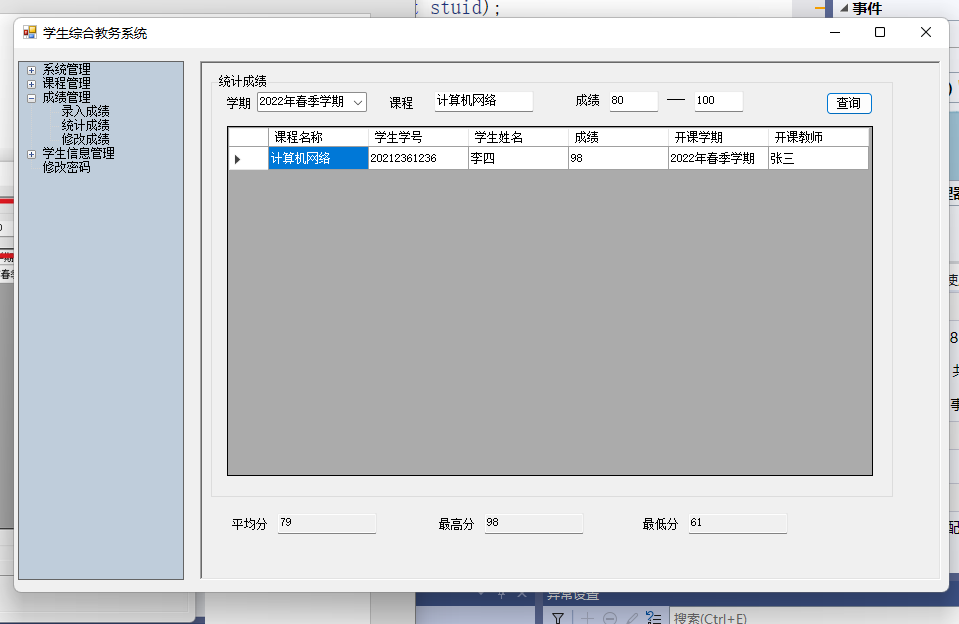 stuid);
事件
学生综合教务系统
系统管理
课程管理
成绩管理
录入成绩
统计成绩
修改成绩
学生信息管理
修改密码
统计成绩
学期 2022年春季学期 课程 计算机网络 成绩 80 — 100 查询
课程名称 学生学号 学生姓名 成绩 开课学期 开课教师
计算机网络 20212361236 李四 98 2022年春季学期 张三
平均分 79 最高分 98 最低分 61
异常设置
搜索(Ctrl+E)